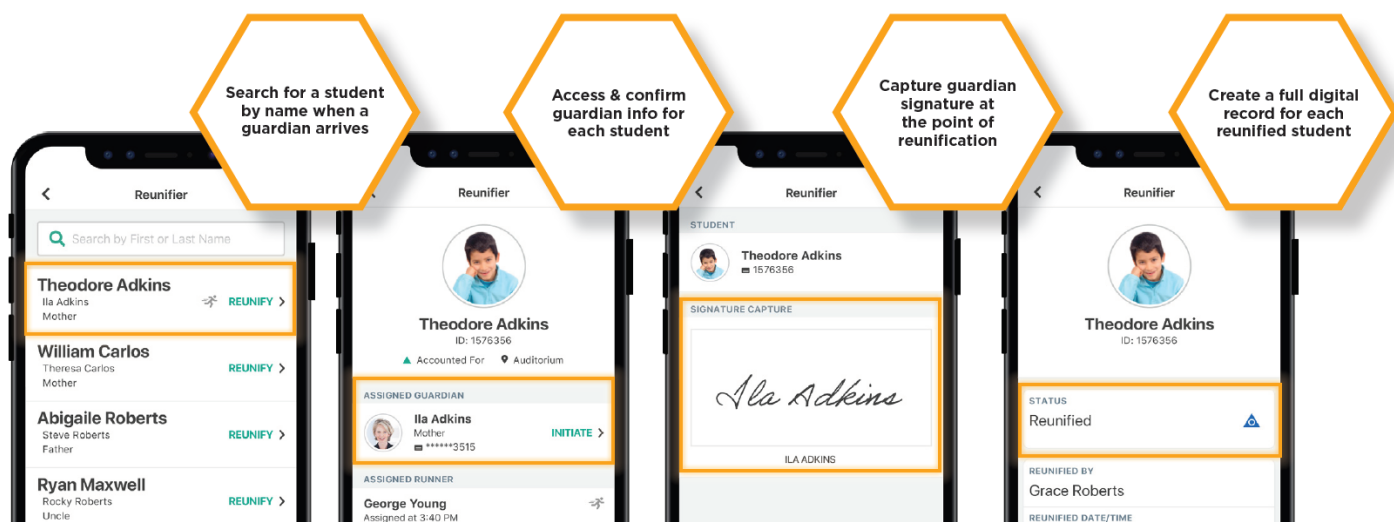 Search for a student
by name when a
guardian arrives
Access & confirm
guardian info for
each student
Capture guardian
signature at
the point of
reunification
Create a full digital
record for each
reunified student
Reunifier
Search by First or Last Name
Theodore Adkins
Ila Adkins
Mother
REUNIFY
William Carlos
Theresa Carlos
Mother
REUNIFY
Abigaile Roberts
Steve Roberts
Father
REUNIFY
Ryan Maxwell
Rocky Roberts
Uncle
REUNIFY
Reunifier
Theodore Adkins
ID: 1576356
Accounted For Auditorium
ASSIGNED GUARDIAN
Ila Adkins
Mother
******3515
INITIATE
ASSIGNED RUNNER
George Young
Assigned at 3:40 PM
Reunifier
STUDENT
Theodore Adkins
1576356
SIGNATURE CAPTURE
Ila Adkins
ILA ADKINS
Reunifier
Theodore Adkins
ID: 1576356
STATUS
Reunified
REUNIFIED BY
Grace Roberts
REUNIFIED DATE/TIME